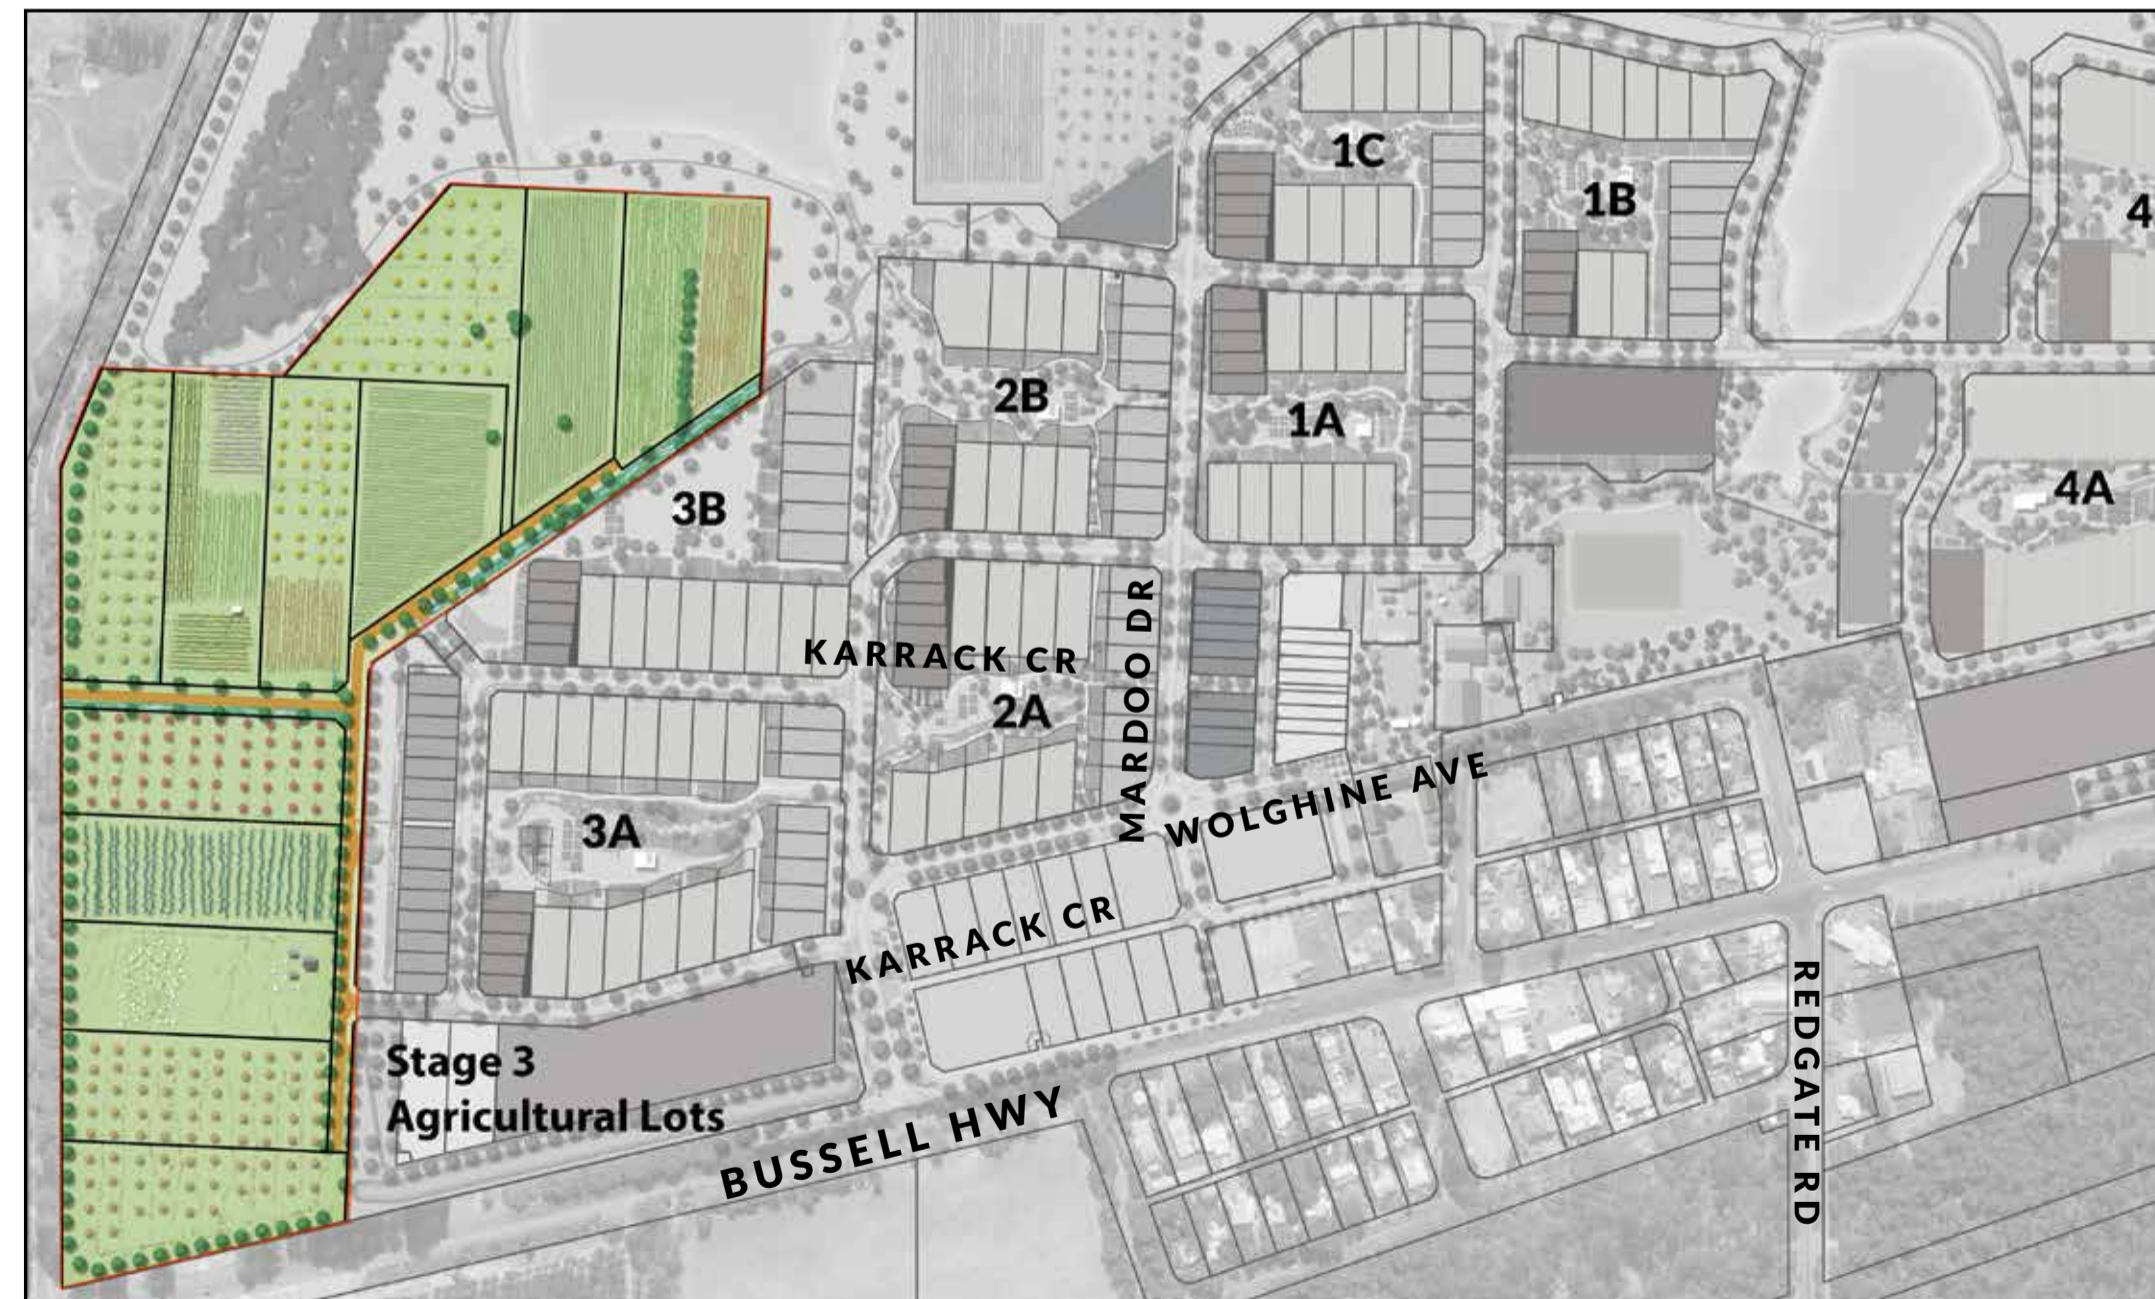 1C
1B
4
2B
1A
4A
3B
KARRACK CR
MARDOO DR
2A
WOLGHINE AVE
3A
KARRACK CR
REDGATE RD
Stage 3
Agricultural Lots
BUSSELL HWY